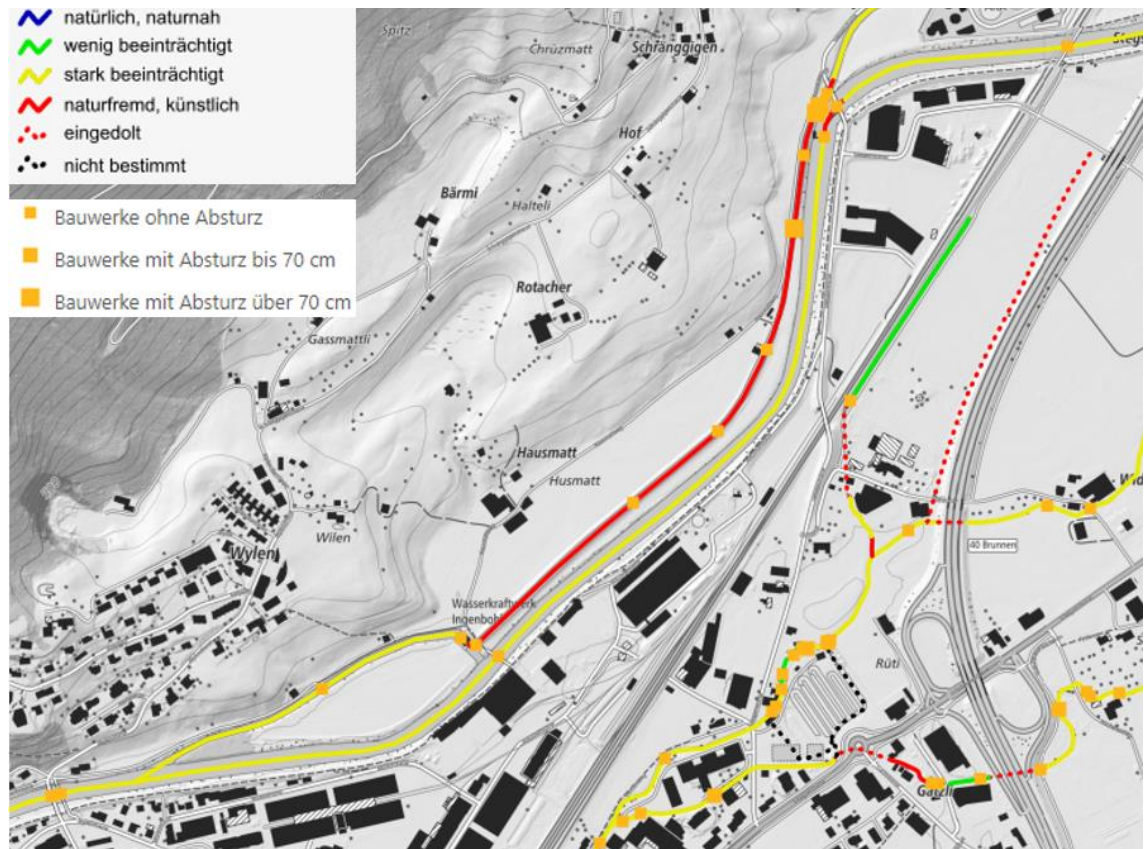 natürlich, naturnah
wenig beeinträchtigt
stark beeinträchtigt
naturfremd, künstlich
eingedolt
nicht bestimmt
Bauwerke ohne Absturz
Bauwerke mit Absturz bis 70 cm
Bauwerke mit Absturz über 70 cm
Spitz
Chrüzmatt
Schränggigen
Hof
Bärmi
Halteli
Rotacher
Gassmattli
Hausmatt
Husmatt
Wilen
Wylen
Wasserkraftwerk
Ingenbohl
40 Brunnen
Rüti